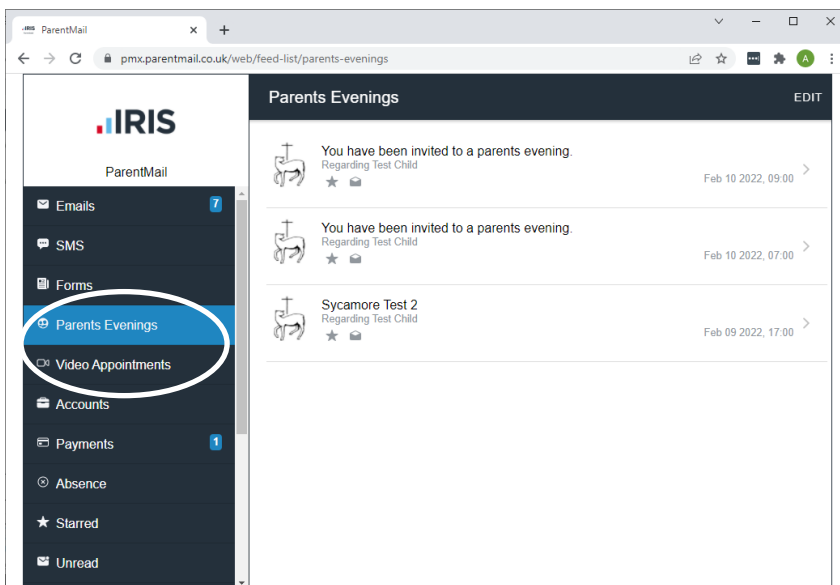 IRIS ParentMail
pmx.parentmail.co.uk/web/feed-list/parents-evenings
A
IRIS
ParentMail
Emails 7
SMS
Forms
Parents Evenings
Video Appointments
Accounts
Payments 1
Absence
Starred
Unread
Parents Evenings EDIT
You have been invited to a parents evening.
Regarding Test Child
Feb 10 2022, 09:00
You have been invited to a parents evening.
Regarding Test Child
Feb 10 2022, 07:00
Sycamore Test 2
Regarding Test Child
Feb 09 2022, 17:00